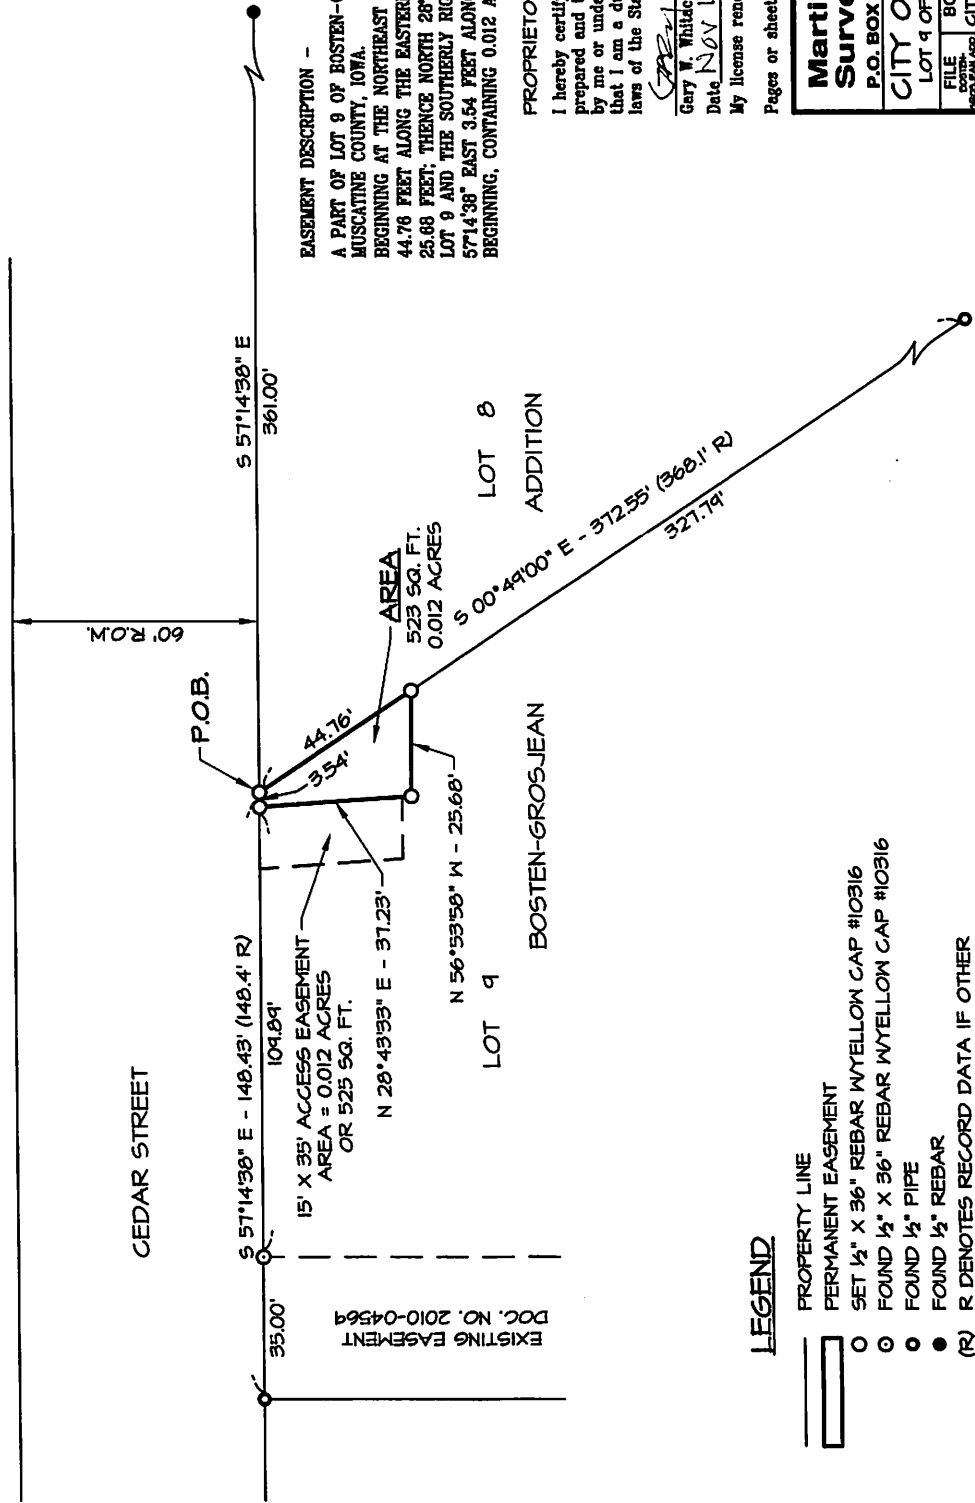 CEDAR STREET
60' R.O.W.
P.O.B.
S 57°14'38" E - 148.43' (148.4' R)
S 57°14'38" E
35.00'
109.89'
361.00'
EXISTING EASEMENT
DOC. NO. 2010-04564
15' X 35' ACCESS EASEMENT
AREA = 0.012 ACRES
OR 525 SQ. FT.
3.54'
44.76'
AREA
523 SQ. FT.
0.012 ACRES
N 28°43'33" E - 37.23'
N 56°53'58" W - 25.68'
S 00°49'00" E - 372.55' (368.1' R)
327.79'
LOT 9
LOT 8
BOSTEN-GROSJEAN
ADDITION
LEGEND
PROPERTY LINE
PERMANENT EASEMENT
SET ½" X 36" REBAR W/YELLOW CAP #10316
FOUND ½" X 36" REBAR W/YELLOW CAP #10316
FOUND ½" PIPE
FOUND ½" REBAR
(R) R DENOTES RECORD DATA IF OTHER
EASEMENT DESCRIPTION -
A PART OF LOT 9 OF BOSTEN-
MUSCATINE COUNTY, IOWA.
BEGINNING AT THE NORTHEAST
44.76 FEET ALONG THE EASTER
25.68 FEET; THENCE NORTH 28°
LOT 9 AND THE SOUTHERLY RIG
57°14'38" EAST 3.54 FEET ALON
BEGINNING, CONTAINING 0.012 A
PROPRIETO
I hereby certif
prepared and
by me or unde
that I am a d
laws of the Sta
Gary W. Whitac
Date Nov
My license rene
Pages or sheet
Marti
Surve
P.O. BOX
CITY O
LOT 9 OF
FILE
BO
CIT